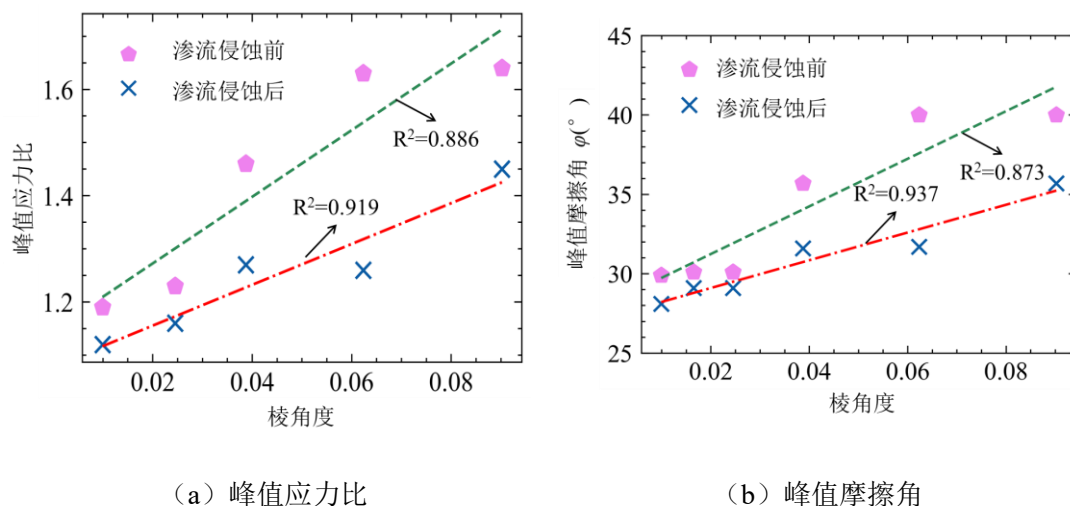 渗流侵蚀前
渗流侵蚀后
R²=0.886
R²=0.919
1.6
1.4
1.2
峰值应力比
0.02
0.04
0.06
0.08
棱角度
(a)峰值应力比
45
渗流侵蚀前
渗流侵蚀后
40
R²=0.873
R²=0.937
35
30
25
峰值摩擦角 φ(°)
0.02
0.04
0.06
0.08
棱角度
(b)峰值摩擦角